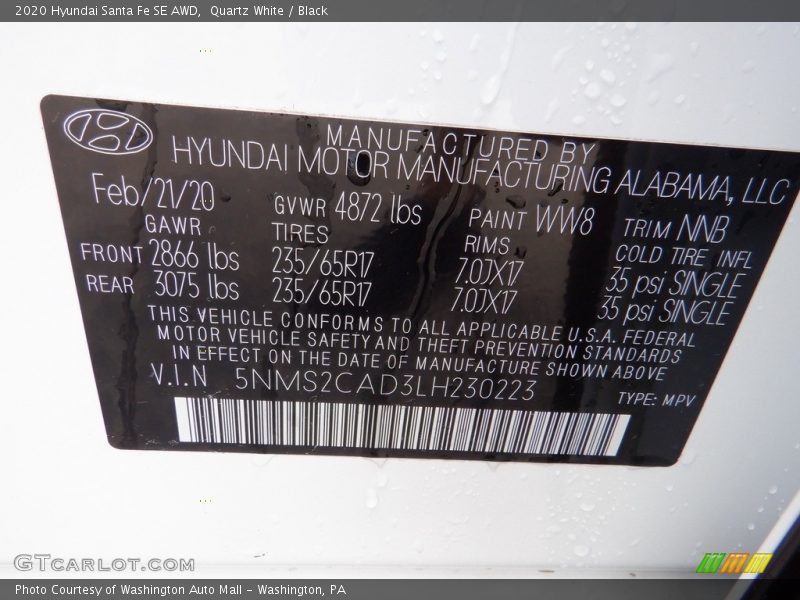 2020 Hyundai Santa Fe SE AWD, Quartz White / Black
MANUFACTURED BY
HYUNDAI MOTOR MANUFACTURING ALABAMA, LLC
Feb/21/20 GVWR 4872 lbs PAINT WW8 TRIM NNB
GAWR TIRES RIMS COLD TIRE INFL
FRONT 2866 lbs 235/65R17 7.0JX17 35 psi SINGLE
REAR 3075 lbs 235/65R17 7.0JX17 35 psi SINGLE
THIS VEHICLE CONFORMS TO ALL APPLICABLE U.S.A. FEDERAL
MOTOR VEHICLE SAFETY AND THEFT PREVENTION STANDARDS
IN EFFECT ON THE DATE OF MANUFACTURE SHOWN ABOVE
V.I.N 5NMS2CAD3LH230223
TYPE: MPV
GTCARLOT.COM
Photo Courtesy of Washington Auto Mall - Washington, PA